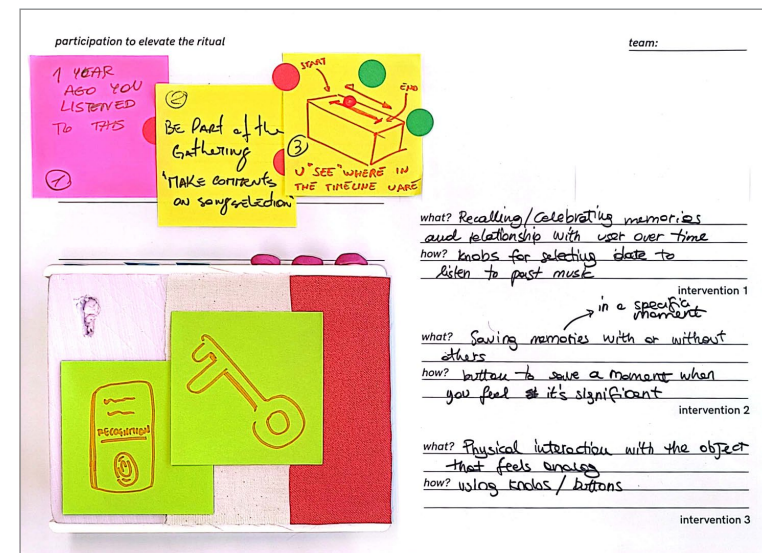 participation to elevate the ritual
team:
1 YEAR
AGO YOU
LISTENED
TO THIS
1
2
BE PART of the
Gathering
"MAKE COMMENTS
ON song selection"
START
END
3
U "SEE" WHERE IN
THE TIMELINE U ARE
RECOGNITION
what? Recalling/Celebrating memories
and relationship with user over time
how? knobs for selecting date to
listen to past music
intervention 1
in a specific
moment
what? Saving memories with or without
others
how? button to save a moment when
you feel it's significant
intervention 2
what? Physical interaction with the object
that feels analog
how? using knobs / buttons
intervention 3